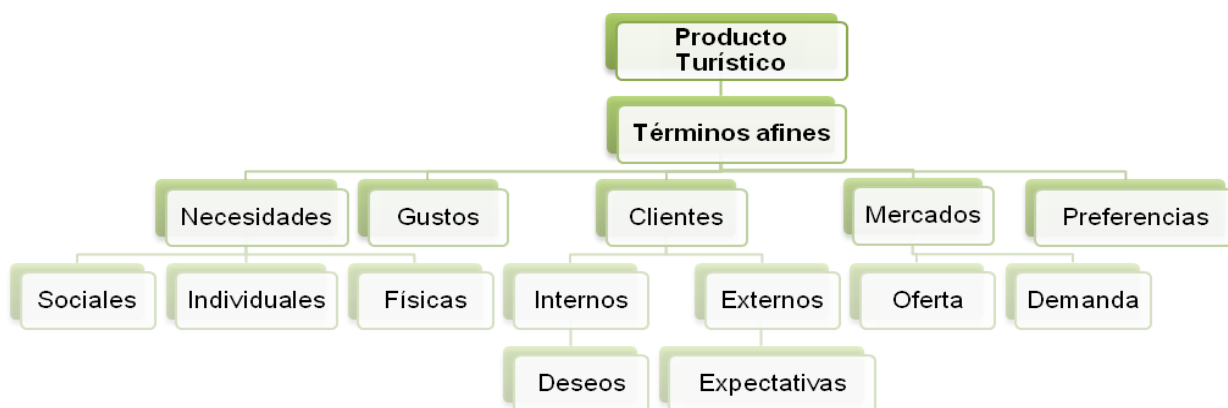 Producto
Turístico
Términos afines
Necesidades
Gustos
Clientes
Mercados
Preferencias
Sociales
Individuales
Físicas
Internos
Externos
Oferta
Demanda
Deseos
Expectativas